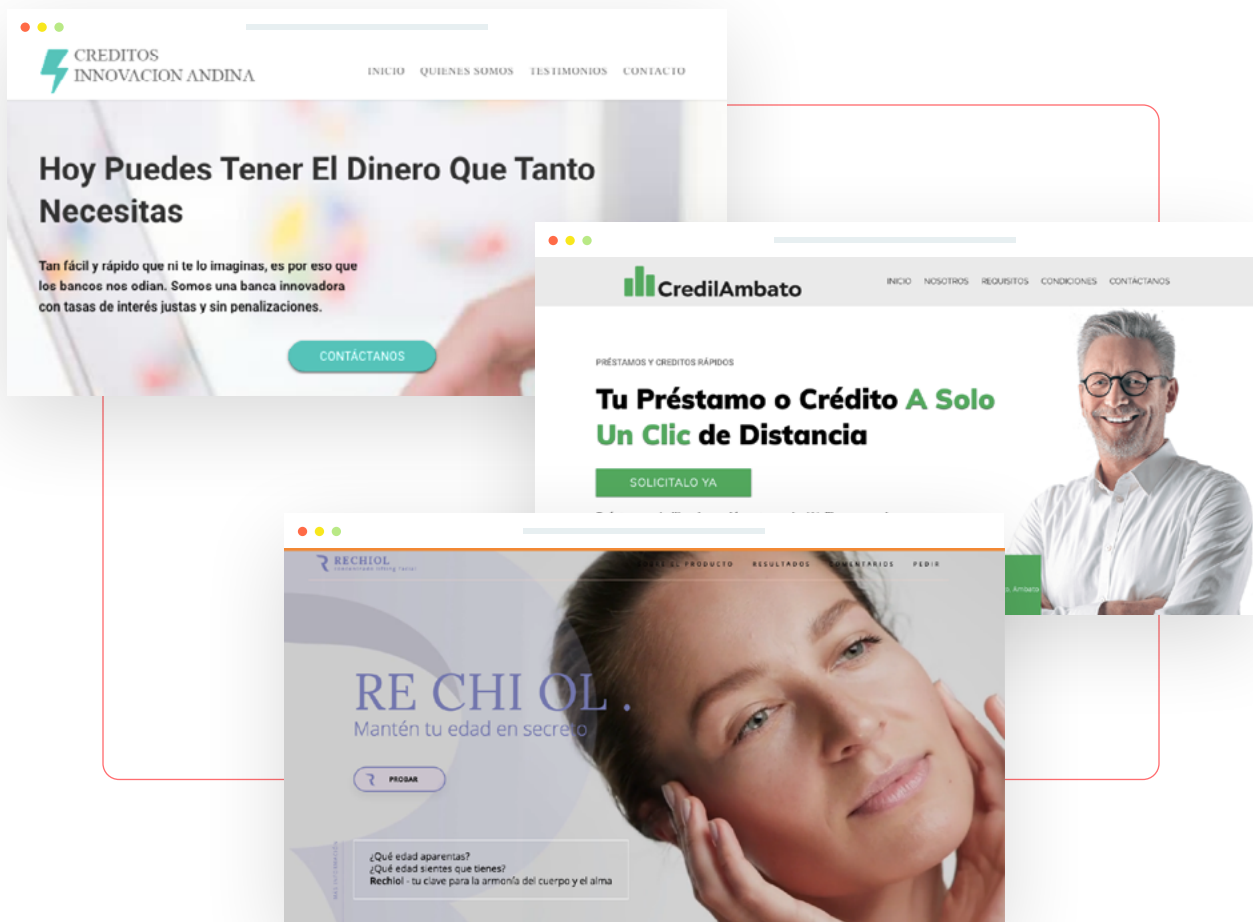 CREDITOS
INNOVACION ANDINA
INICIO QUIENES SOMOS TESTIMONIOS CONTACTO
Hoy Puedes Tener El Dinero Que Tanto
Necesitas
Tan fácil y rápido que ni te lo imaginas, es por eso que
los bancos nos odian. Somos una banca innovadora
con tasas de interés justas y sin penalizaciones.
CONTÁCTANOS
CredilAmbato
INICIO NOSOTROS REQUISITOS CONDICIONES CONTÁCTANOS
PRÉSTAMOS Y CREDITOS RÁPIDOS
Tu Préstamo o Crédito A Solo
Un Clic de Distancia
SOLICITALO YA
Ambato
RECHIOL
EL PRODUCTO RESULTADOS COMENTARIOS PEDIR
RE CHI OL .
Mantén tu edad en secreto
PROBAR
¿Qué edad aparentas?
¿Qué edad sientes que tienes?
Rechiol - tu clave para la armonía del cuerpo y el alma